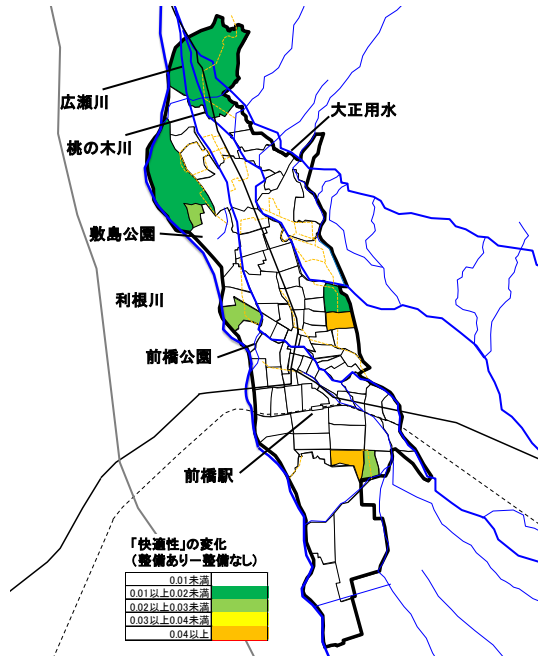 広瀬川
大正用水
桃の木川
敷島公園
利根川
前橋公園
前橋駅
「快適性」の変化
（整備あり－整備なし）
0.01未満
0.01以上0.02未満
0.02以上0.03未満
0.03以上0.04未満
0.04以上